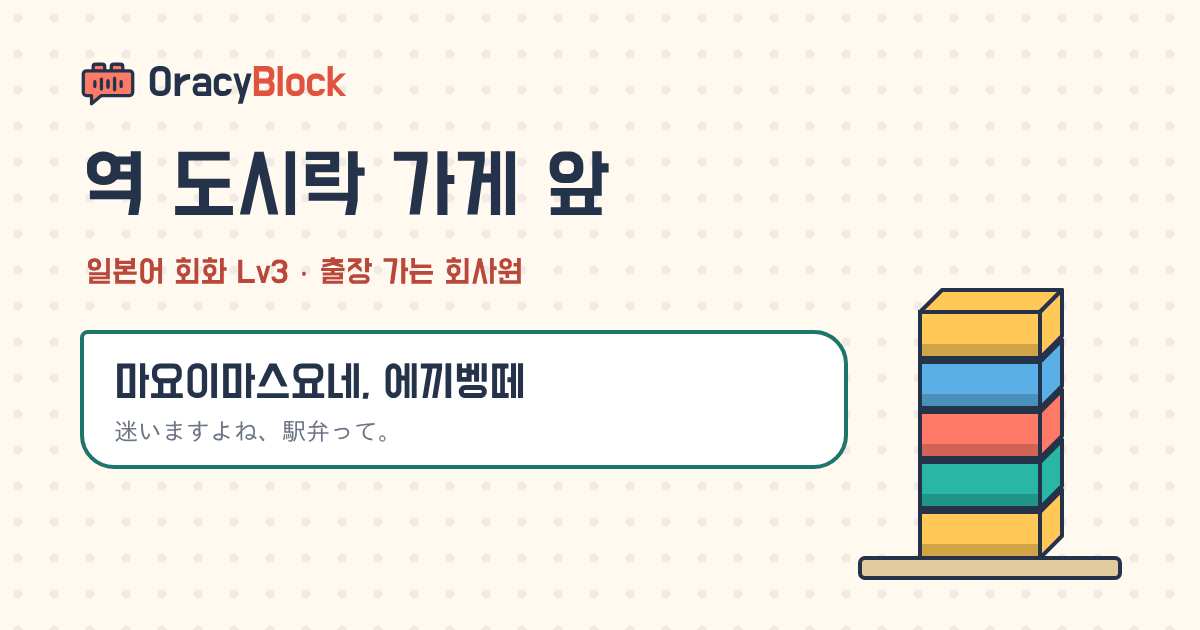 OracyBlock
역 도시락 가게 앞
일본어 회화 Lv3 · 출장 가는 회사원
마요이마스요네, 에끼벵떼
迷いますよね、駅弁って。